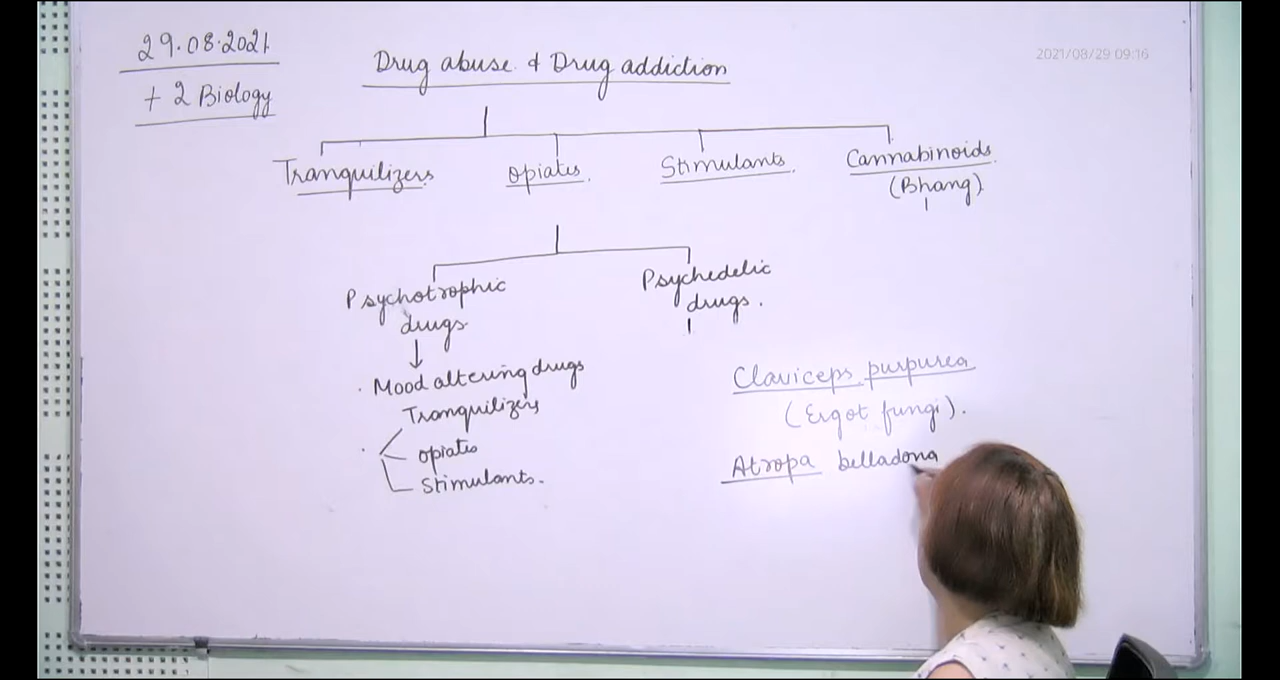 29.08.2021
+ 2 Biology
Drug abuse & Drug addiction
2021/08/29 09:16
Tranquilizers. opiates. Stimulants. Cannabinoids.
(Bhang)
Psychotrophic drugs.
Psychedelic drugs.
. Mood altering drugs
Tranquilizers
. opiates
Stimulants.
Claviceps purpurea
(Ergot fungi).
Atropa belladona